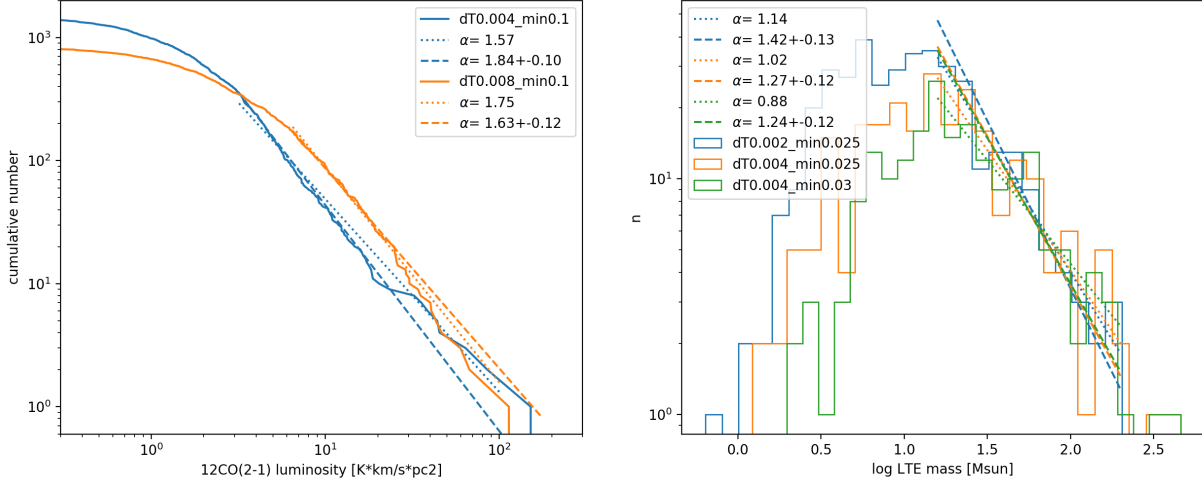 dT0.004_min0.1
α= 1.57
α= 1.84+-0.10
dT0.008_min0.1
α= 1.75
α= 1.63+-0.12
10³
10²
10¹
10⁰
cumulative number
10⁰
10¹
10²
12CO(2-1) luminosity [K*km/s*pc2]
α= 1.14
α= 1.42+-0.13
α= 1.02
α= 1.27+-0.12
α= 0.88
α= 1.24+-0.12
dT0.002_min0.025
dT0.004_min0.025
dT0.004_min0.03
10¹
10⁰
n
0.0
0.5
1.0
1.5
2.0
2.5
log LTE mass [Msun]